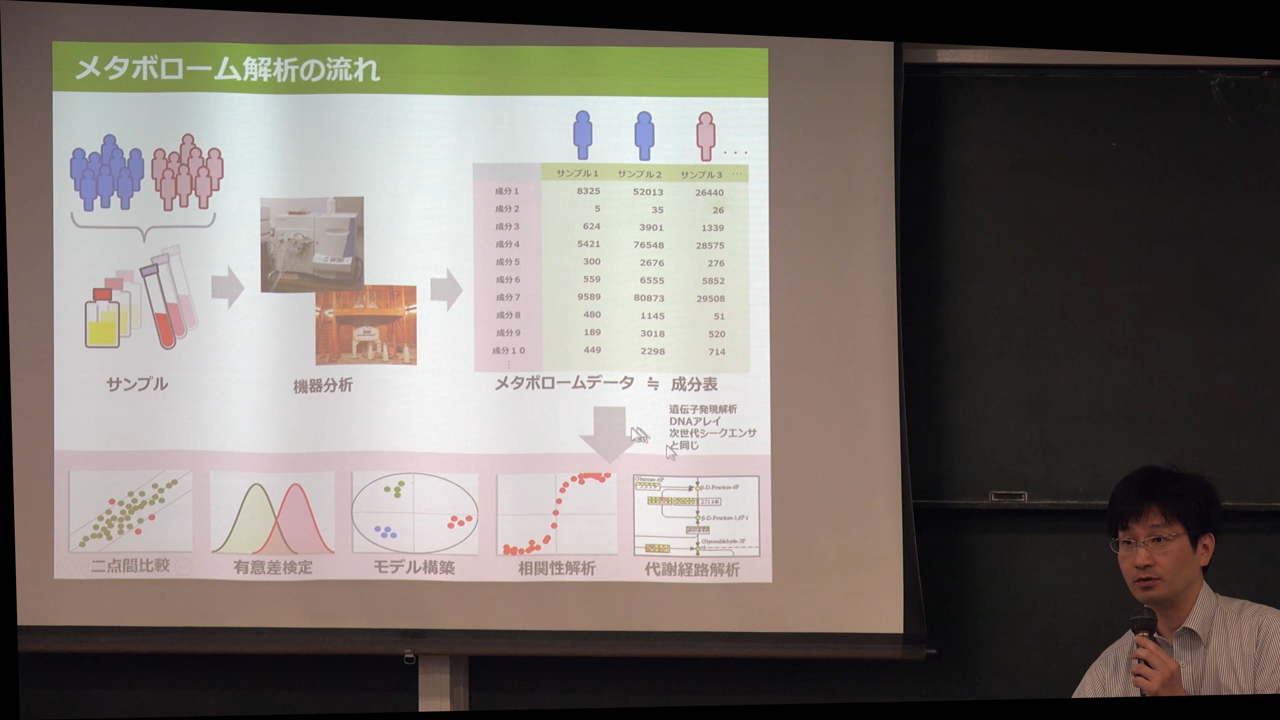 メタボローム解析の流れ
サンプル1 サンプル2 サンプル3 ・・・
成分1 8325 52013 26440
成分2 5 35 26
成分3 624 3901 1339
成分4 5421 76548 28575
成分5 300 2676 276
成分6 559 6555 5852
成分7 9589 80873 29508
成分8 480 1145 51
成分9 189 3018 520
成分10 449 2298 714
サンプル
機器分析
メタボロームデータ ≒ 成分表
遺伝子発現解析
DNAアレイ
次世代シークエンサ
と同じ
β-D-Fructose-6P
β-D-Fructose-1,6P
Glyceraldehyde-3P
二点間比較
有意差検定
モデル構築
相関性解析
代謝経路解析